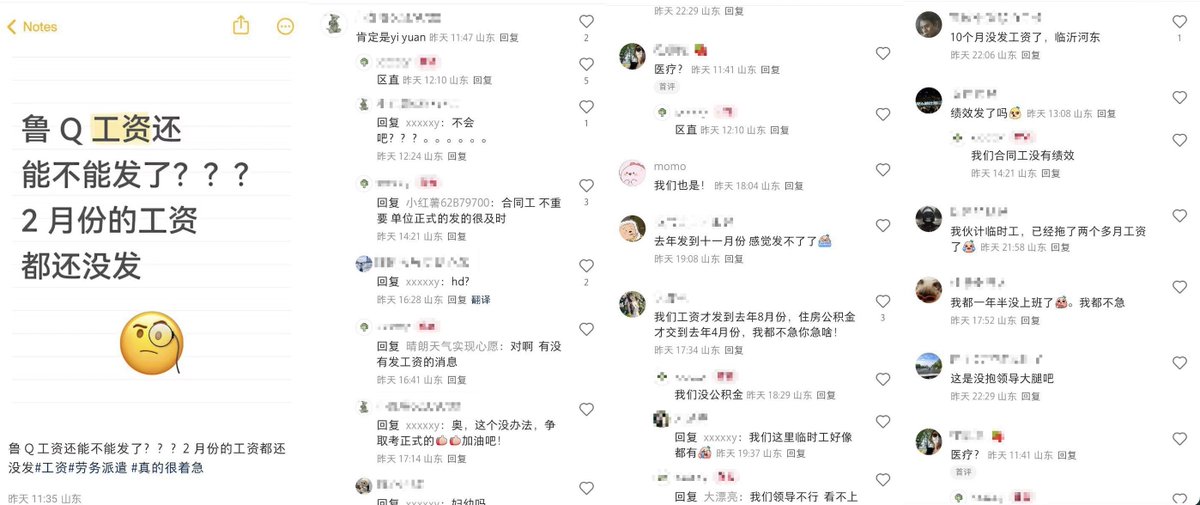 Notes
鲁 Q 工资还
能不能发了？？？
2 月份的工资
都还没发
鲁 Q 工资还能不能发了？？？2 月份的工资都还
没发#工资#劳务派遣 #真的很着急
昨天 11:35 山东
肯定是yi yuan 昨天 11:47 山东 回复
2
区直 昨天 12:10 山东 回复
5
回复 xxxxxy：不会
吧？？？。。。。。。
昨天 12:24 山东 回复
1
回复 小红薯62B79700：合同工 不重
要 单位正式的发的很及时
昨天 14:21 山东 回复
3
回复 xxxxxy：hd?
昨天 16:28 山东 回复 翻译
2
回复 晴朗天气实现心愿：对啊 有没
有发工资的消息
昨天 16:41 山东 回复
回复 xxxxxy：奥，这个没办法，争
取考正式的加油吧！
昨天 17:14 山东 回复
回复 xxxxxy：妇幼吗
昨天 22:29 山东 回复
医疗？ 昨天 11:41 山东 回复
首评
区直 昨天 12:10 山东 回复
momo
我们也是！ 昨天 18:04 山东 回复
去年发到十一月份 感觉发不了了
昨天 19:08 山东 回复
我们工资才发到去年8月份，住房公积金
才交到去年4月份，我都不急你急啥！
昨天 17:34 山东 回复
3
我们没公积金 昨天 18:29 山东 回复
回复 xxxxxy：我们这里临时工好像
都有 昨天 19:37 山东 回复
回复 大漂亮：我们领导不行 看不上
10个月没发工资了，临沂河东
昨天 22:06 山东 回复
1
绩效发了吗 昨天 13:08 山东 回复
我们合同工没有绩效
昨天 14:21 山东 回复
我伙计临时工，已经拖了两个多月工资
了 昨天 21:58 山东 回复
我都一年半没上班了。我都不急
昨天 17:52 山东 回复
这是没抱领导大腿吧
昨天 22:29 山东 回复
医疗？ 昨天 11:41 山东 回复
首评